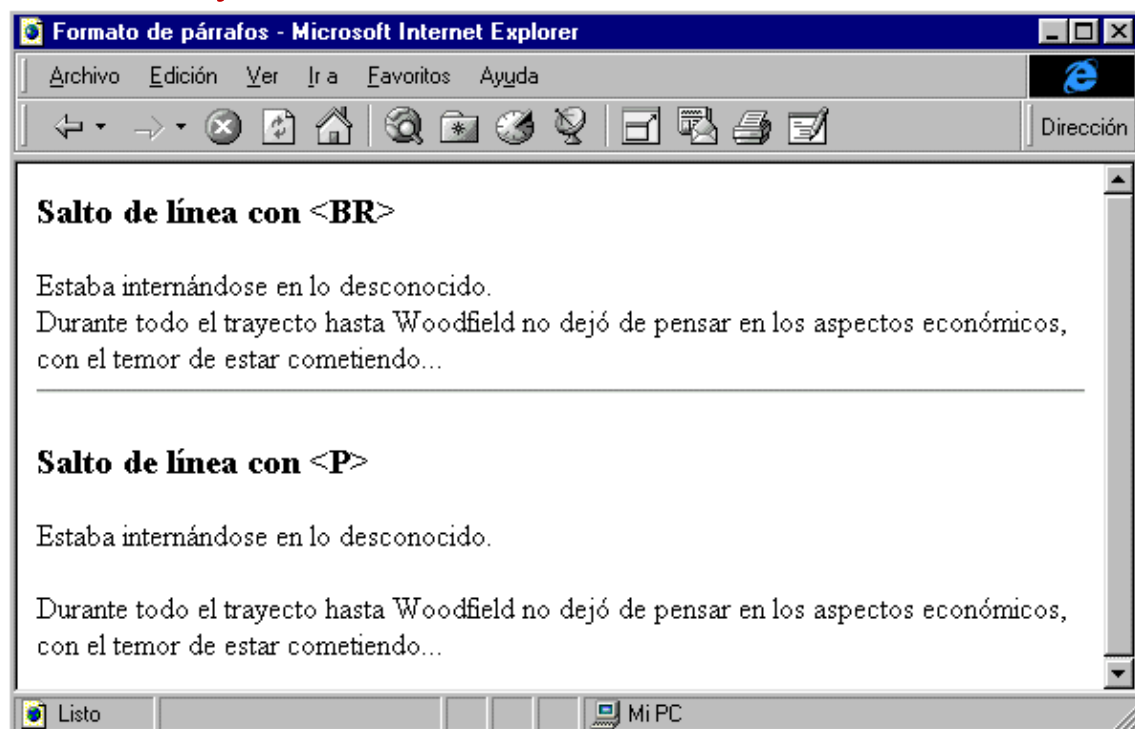 Formato de párrafos - Microsoft Internet Explorer
Archivo Edición Ver Ir a Favoritos Ayuda
Dirección
Salto de línea con <BR>
Estaba internándose en lo desconocido.
Durante todo el trayecto hasta Woodfield no dejó de pensar en los aspectos económicos,
con el temor de estar cometiendo...
Salto de línea con <P>
Estaba internándose en lo desconocido.
Durante todo el trayecto hasta Woodfield no dejó de pensar en los aspectos económicos,
con el temor de estar cometiendo...
Listo Mi PC